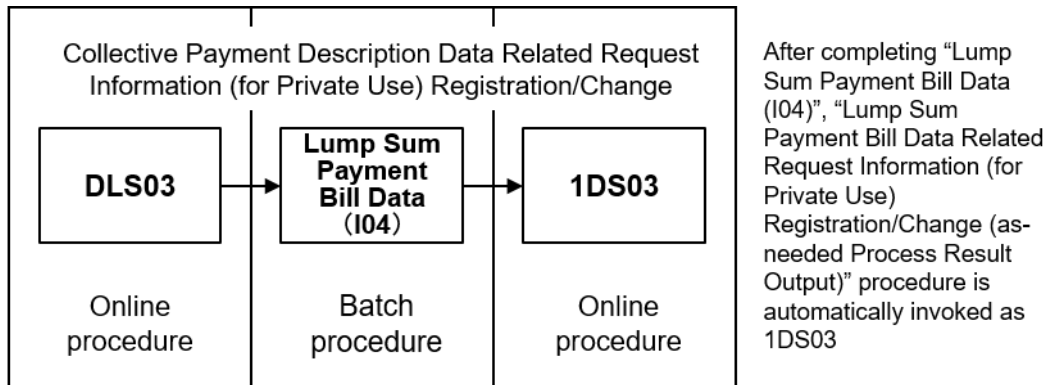 Collective Payment Description Data Related Request
Information (for Private Use) Registration/Change
DLS03
Lump Sum
Payment
Bill Data
（I04）
1DS03
Online
procedure
Batch
procedure
Online
procedure
After completing “Lump
Sum Payment Bill Data
(I04)”, “Lump Sum
Payment Bill Data Related
Request Information (for
Private Use)
Registration/Change (as-
needed Process Result
Output)” procedure is
automatically invoked as
1DS03